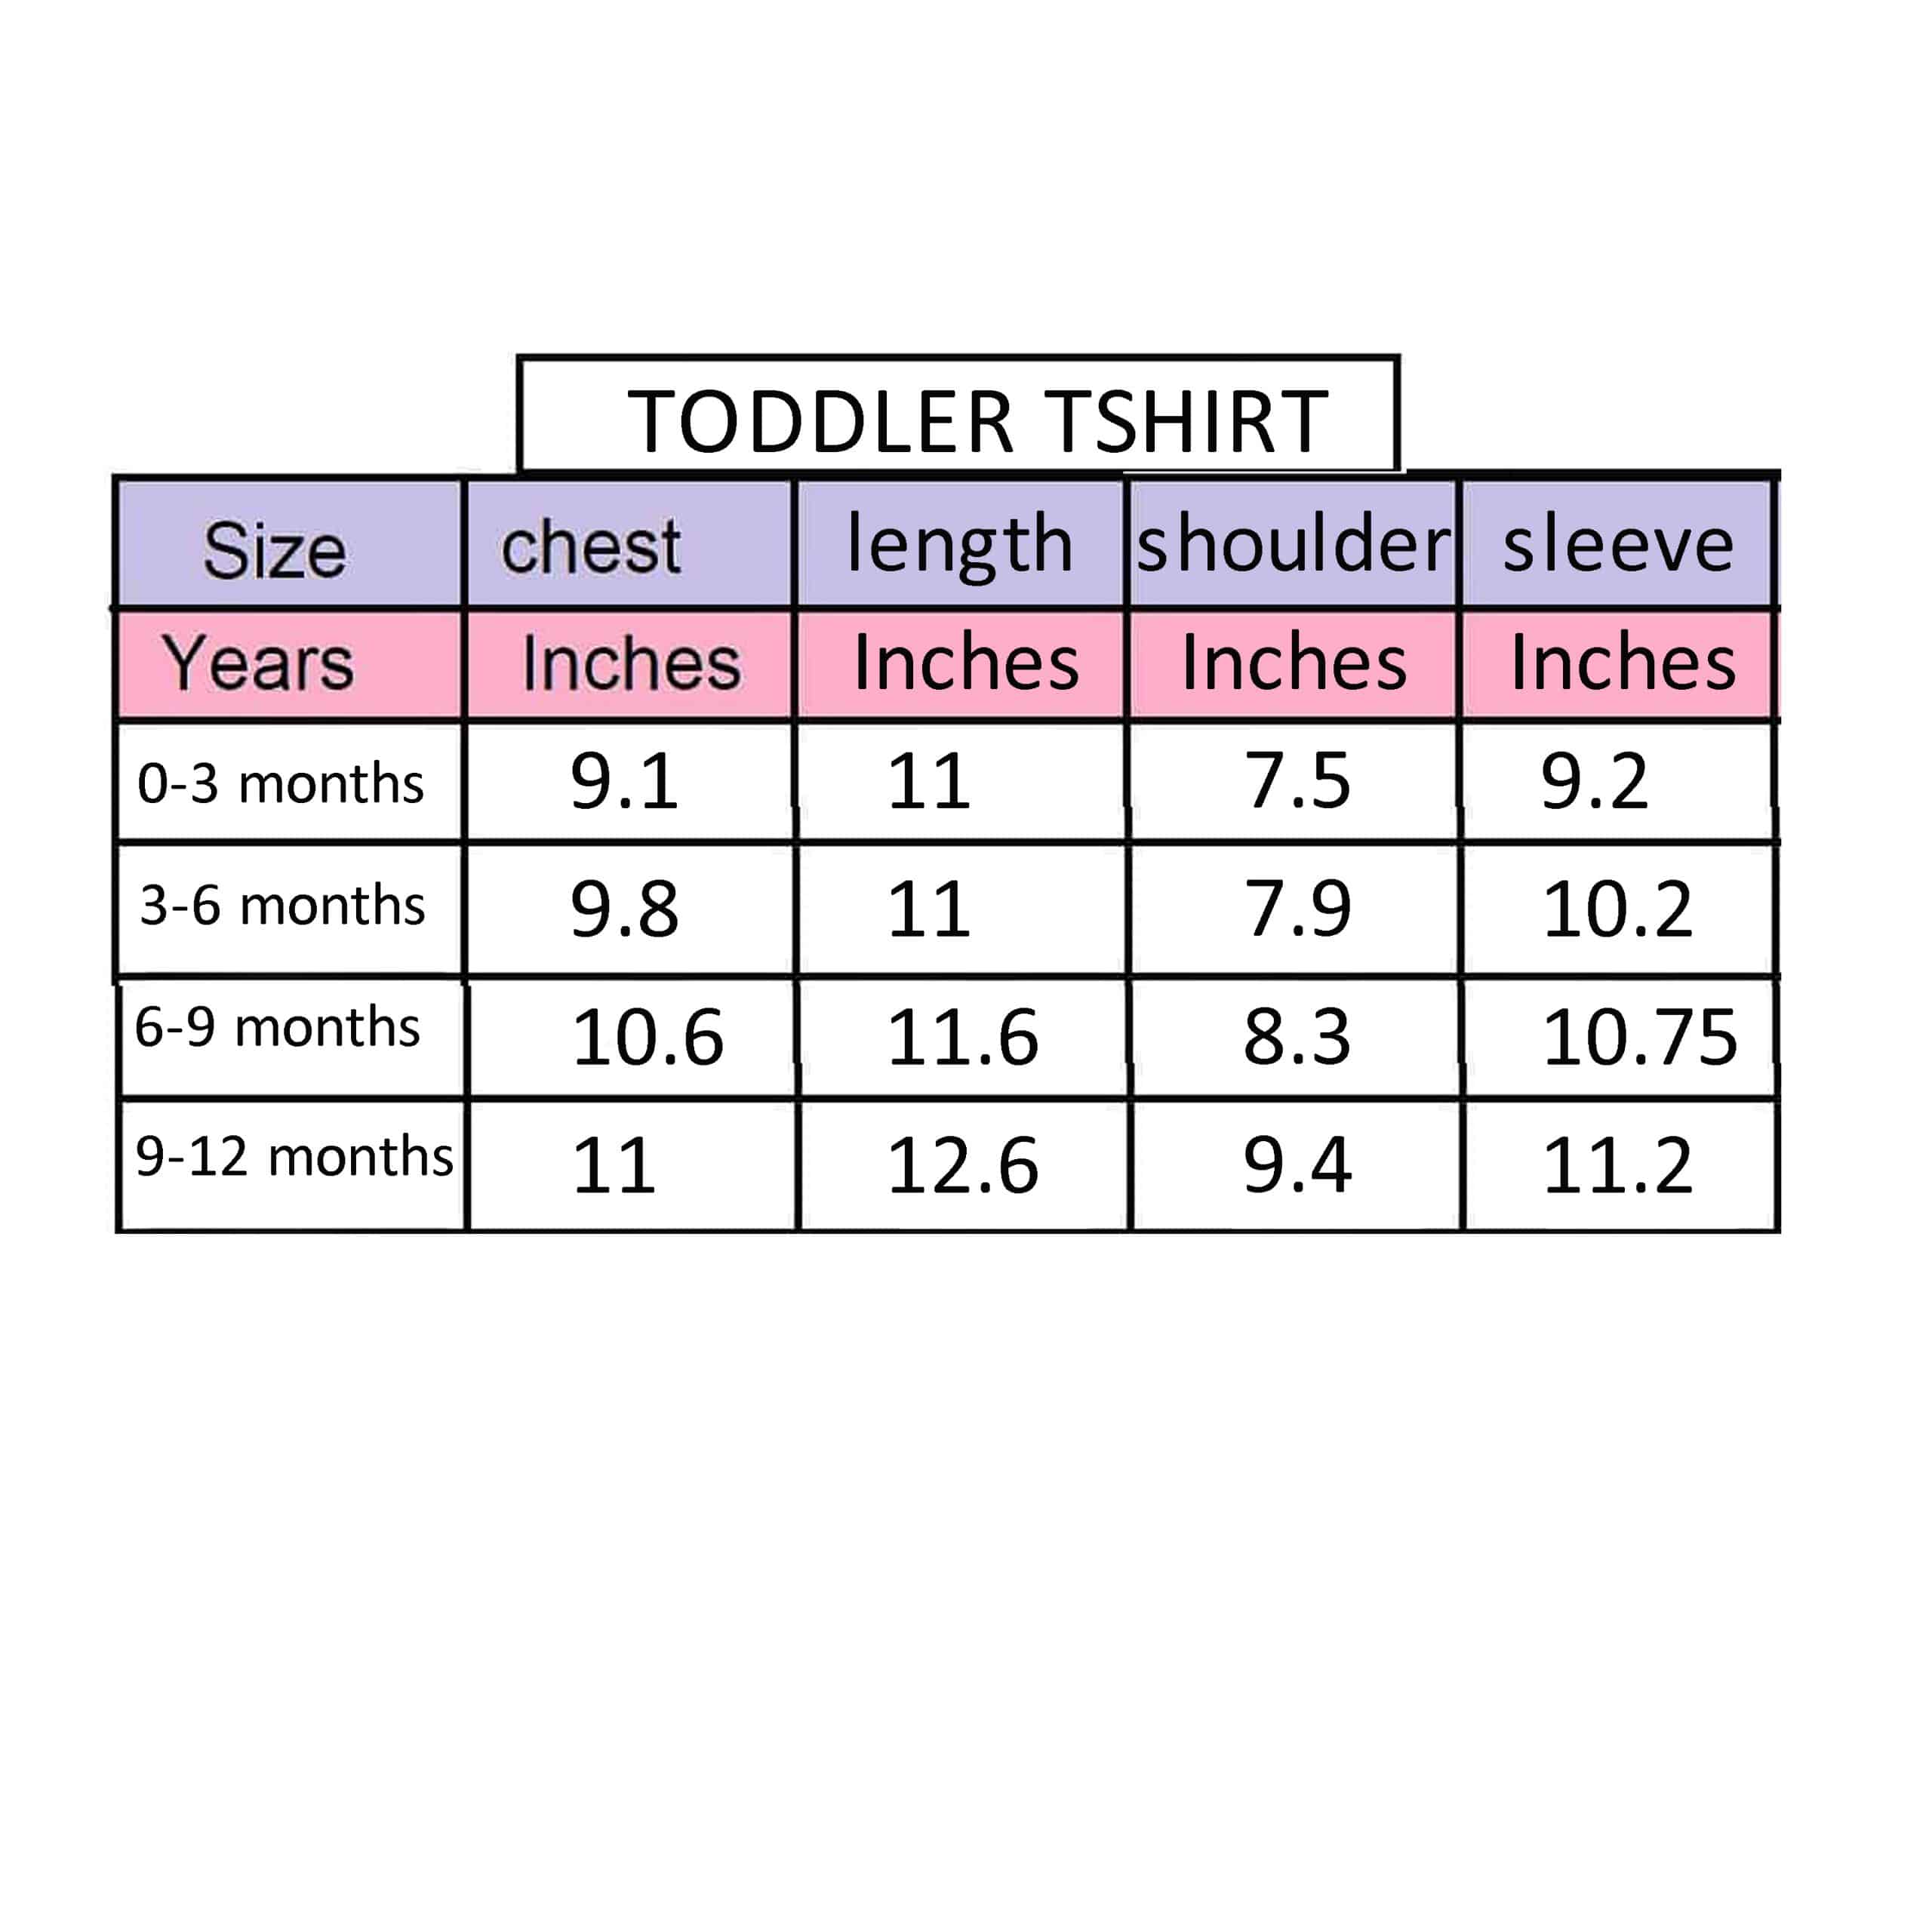 TODDLER TSHIRT
Size chest length shoulder sleeve
Years Inches Inches Inches Inches
0-3 months 9.1 11 7.5 9.2
3-6 months 9.8 11 7.9 10.2
6-9 months 10.6 11.6 8.3 10.75
9-12 months 11 12.6 9.4 11.2